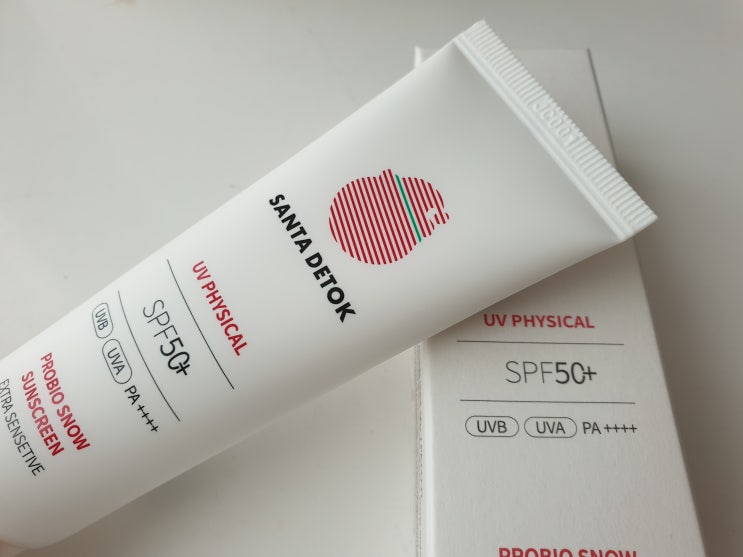 SANTA DETOK
UV PHYSICAL
SPF50+
UVB UVA PA++++
PROBIO SNOW
SUNSCREEN
EXTRA SENSETIVE
UV PHYSICAL
SPF50+
UVB UVA PA++++
PROBIO SNOW